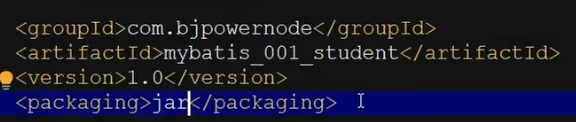 <groupId>com.bjpowernode</groupId>
<artifactId>mybatis_001_student</artifactId>
<version>1.0</version>
<packaging>jar</packaging>